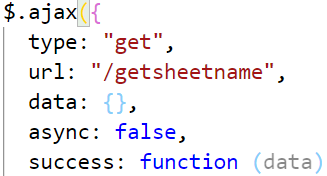 $.ajax({
type: "get",
url: "/getsheetname",
data: {},
async: false,
success: function (data)